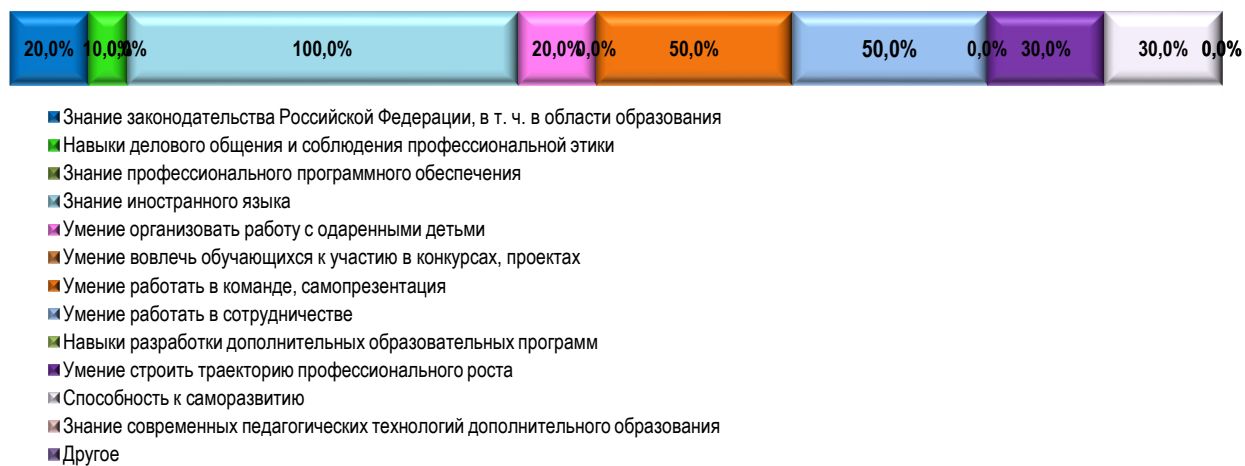 20,0% 10,0% 0,0% 100,0% 20,0% 0,0% 50,0% 50,0% 0,0% 30,0% 30,0% 0,0%
Знание законодательства Российской Федерации, в т. ч. в области образования
Навыки делового общения и соблюдения профессиональной этики
Знание профессионального программного обеспечения
Знание иностранного языка
Умение организовать работу с одаренными детьми
Умение вовлечь обучающихся к участию в конкурсах, проектах
Умение работать в команде, самопрезентация
Умение работать в сотрудничестве
Навыки разработки дополнительных образовательных программ
Умение строить траекторию профессионального роста
Способность к саморазвитию
Знание современных педагогических технологий дополнительного образования
Другое